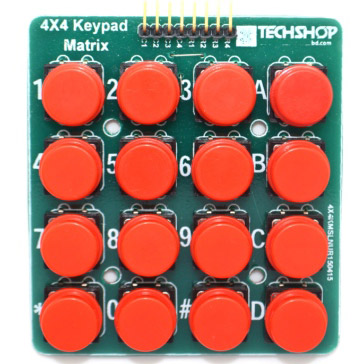 4X4 Keypad
Matrix
TECHSHOP
bd.com
1 2 3 A
4 5 6 B
7 8 9 C
* 0 # D